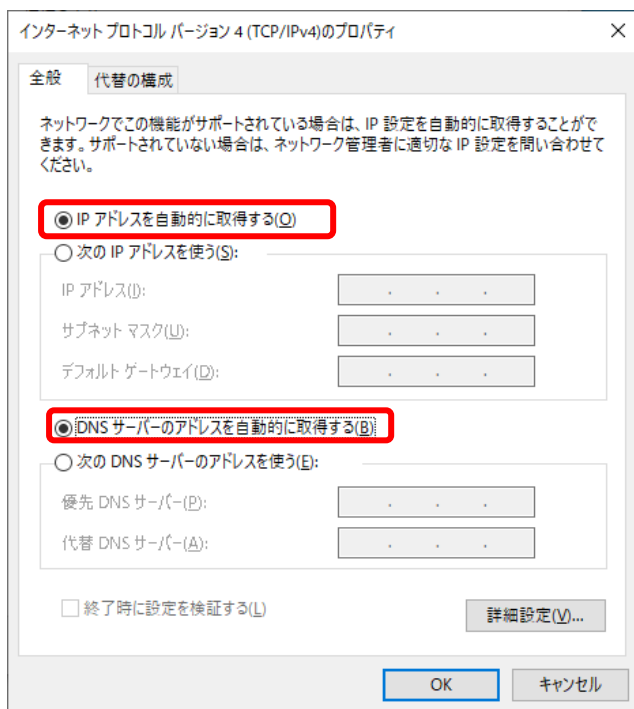 インターネット プロトコル バージョン 4 (TCP/IPv4)のプロパティ
全般
代替の構成
ネットワークでこの機能がサポートされている場合は、IP 設定を自動的に取得することがで
きます。サポートされていない場合は、ネットワーク管理者に適切な IP 設定を問い合わせて
ください。
IP アドレスを自動的に取得する(O)
次の IP アドレスを使う(S):
IP アドレス(I):
サブネット マスク(U):
デフォルト ゲートウェイ(D):
DNS サーバーのアドレスを自動的に取得する(B)
次の DNS サーバーのアドレスを使う(E):
優先 DNS サーバー(P):
代替 DNS サーバー(A):
終了時に設定を検証する(L)
詳細設定(V)...
OK
キャンセル